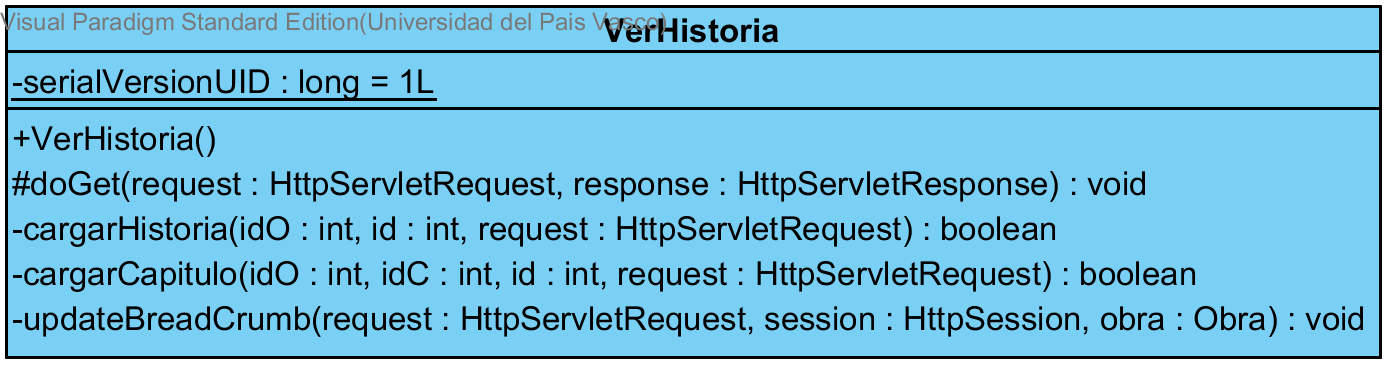 Visual Paradigm Standard Edition(Universidad del Pais Vasco)
VerHistoria
-serialVersionUID : long = 1L
+VerHistoria()
#doGet(request : HttpServletRequest, response : HttpServletResponse) : void
-cargarHistoria(idO : int, id : int, request : HttpServletRequest) : boolean
-cargarCapitulo(idO : int, idC : int, id : int, request : HttpServletRequest) : boolean
-updateBreadCrumb(request : HttpServletRequest, session : HttpSession, obra : Obra) : void